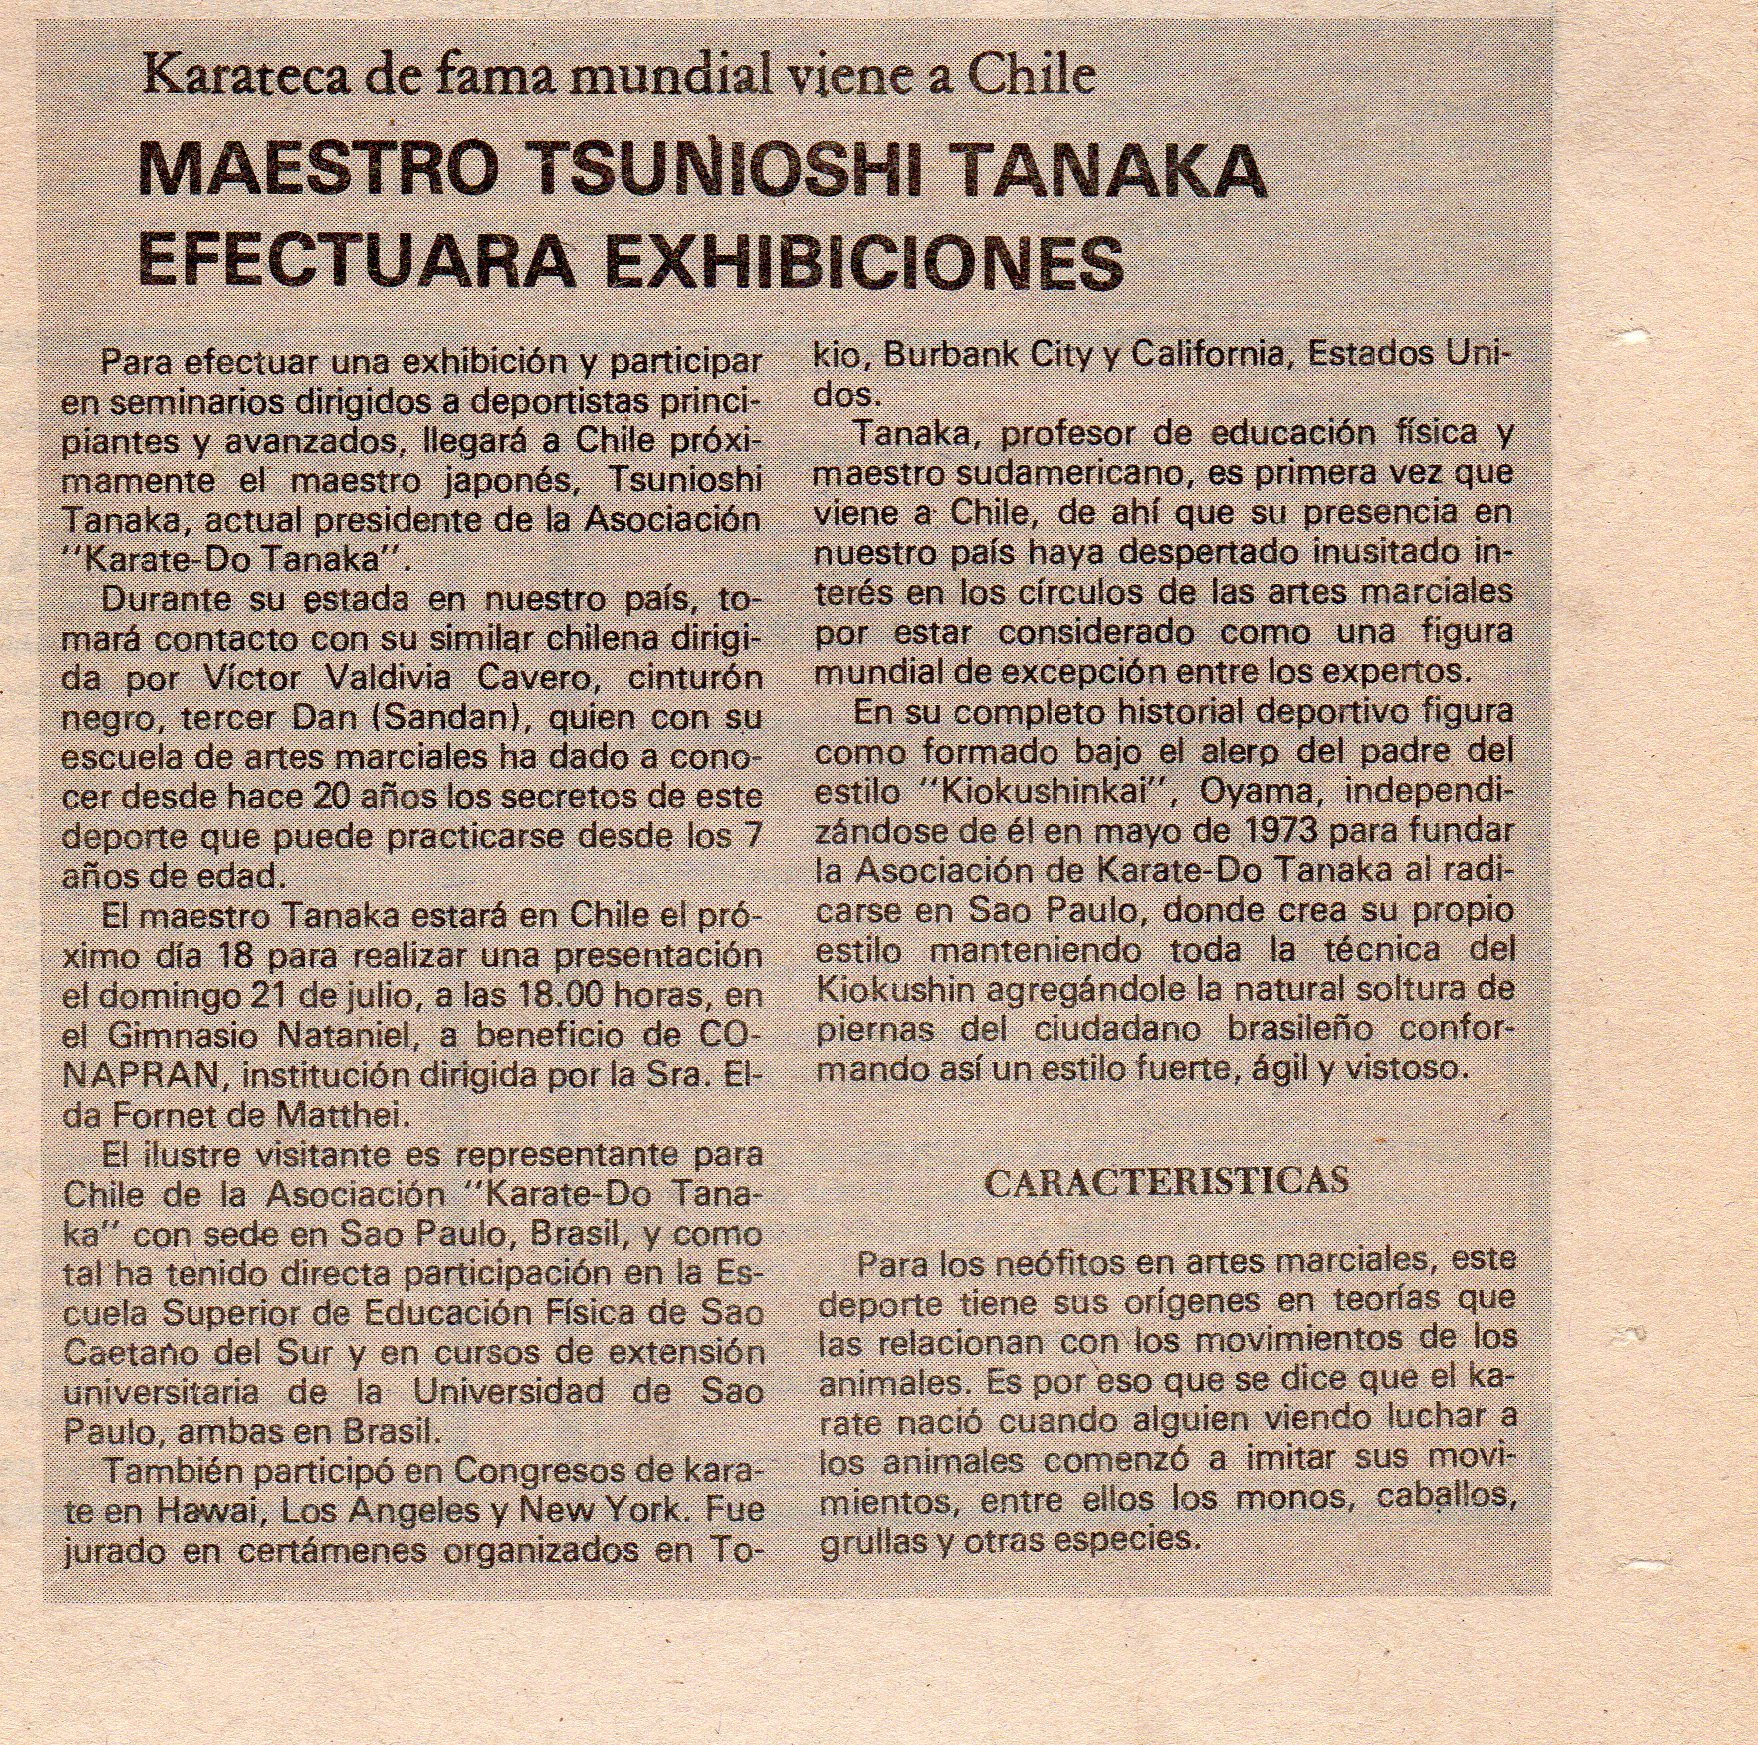 Karateca de fama mundial viene a Chile
MAESTRO TSUNIOSHI TANAKA
EFECTUARA EXHIBICIONES
Para efectuar una exhibición y participar
en seminarios dirigidos a deportistas princi-
piantes y avanzados, llegará a Chile próxi-
mamente el maestro japonés, Tsunioshi
Tanaka, actual presidente de la Asociación
"Karate-Do Tanaka".
Durante su estada en nuestro país, to-
mará contacto con su similar chilena dirigi-
da por Víctor Valdivia Cavero, cinturón
negro, tercer Dan (Sandan), quien con su
escuela de artes marciales ha dado a cono-
cer desde hace 20 años los secretos de este
deporte que puede practicarse desde los 7
años de edad.
El maestro Tanaka estará en Chile el pró-
ximo día 18 para realizar una presentación
el domingo 21 de julio, a las 18.00 horas, en
el Gimnasio Nataniel, a beneficio de CO-
NAPRAN, institución dirigida por la Sra. El-
da Fornet de Matthei.
El ilustre visitante es representante para
Chile de la Asociación "Karate-Do Tana-
ka" con sede en Sao Paulo, Brasil, y como
tal ha tenido directa participación en la Es-
cuela Superior de Educación Física de Sao
Caetano del Sur y en cursos de extensión
universitaria de la Universidad de Sao
Paulo, ambas en Brasil.
También participó en Congresos de kara-
te en Hawai, Los Angeles y New York. Fue
jurado en certámenes organizados en To-
kio, Burbank City y California, Estados Uni-
dos.
Tanaka, profesor de educación física y
maestro sudamericano, es primera vez que
viene a Chile, de ahí que su presencia en
nuestro país haya despertado inusitado in-
terés en los círculos de las artes marciales
por estar considerado como una figura
mundial de excepción entre los expertos.
En su completo historial deportivo figura
como formado bajo el alero del padre del
estilo "Kiokushinkai", Oyama, independi-
zándose de él en mayo de 1973 para fundar
la Asociación de Karate-Do Tanaka al radi-
carse en Sao Paulo, donde crea su propio
estilo manteniendo toda la técnica del
Kiokushin agregándole la natural soltura de
piernas del ciudadano brasileño confor-
mando así un estilo fuerte, ágil y vistoso.
CARACTERISTICAS
Para los neófitos en artes marciales, este
deporte tiene sus orígenes en teorías que
las relacionan con los movimientos de los
animales. Es por eso que se dice que el ka-
rate nació cuando alguien viendo luchar a
los animales comenzó a imitar sus movi-
mientos, entre ellos los monos, caballos,
grullas y otras especies.